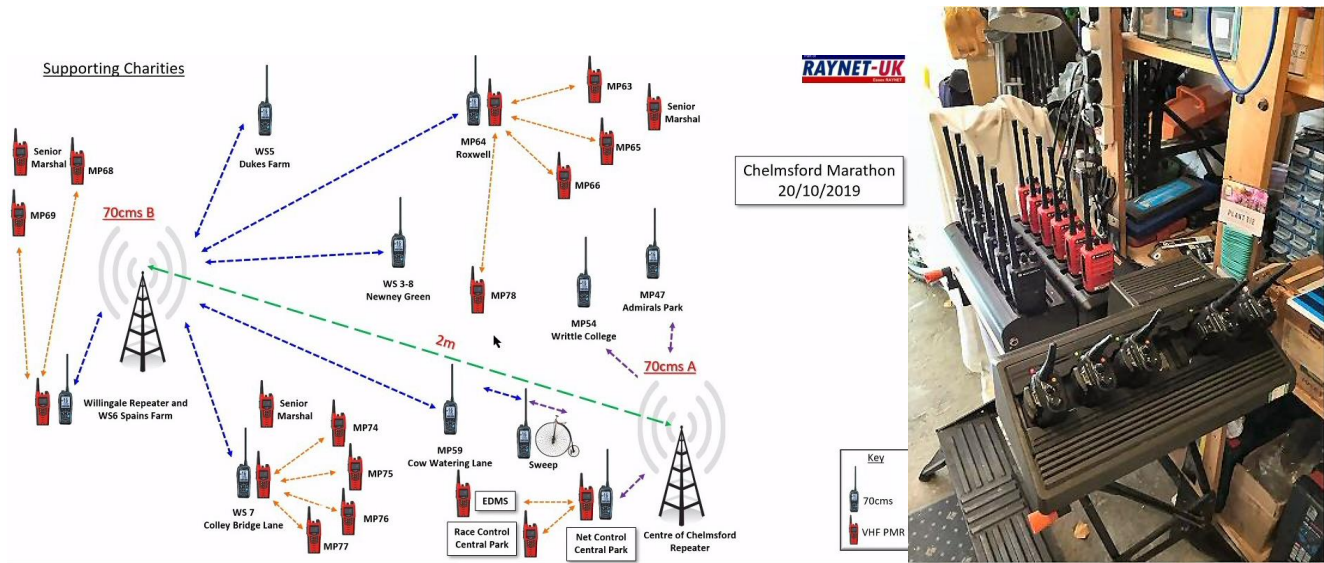 Supporting Charities
RAYNET-UK
Chelmsford Marathon
20/10/2019
Senior
Marshal
MP68
MP69
70cms B
WS5
Dukes Farm
MP64
Roxwell
MP63
Senior
Marshal
MP65
MP66
WS 3-8
Newney Green
MP78
MP54
Writtle College
MP47
Admirals Park
2m
70cms A
Willingale Repeater and
WS6 Spains Farm
Senior
Marshal
MP74
MP75
MP76
MP77
WS 7
Colley Bridge Lane
MP59
Cow Watering Lane
Sweep
EDMS
Race Control
Central Park
Net Control
Central Park
Centre of Chelmsford
Repeater
Key
70cms
VHF PMR
PLANT TIE